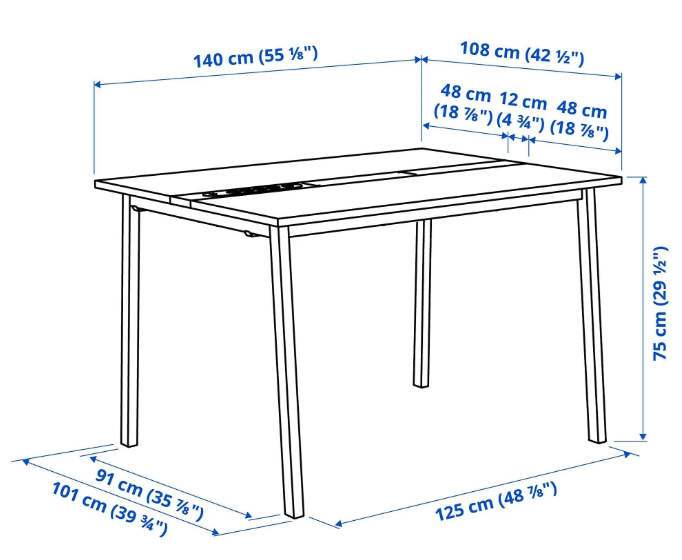 140 cm (55 ⅛")
108 cm (42 ½")
48 cm 12 cm 48 cm
(18 ⅞") (4 ¾") (18 ⅞")
75 cm (29 ½")
91 cm (35 ⅞")
101 cm (39 ¾")
125 cm (48 ⅞")